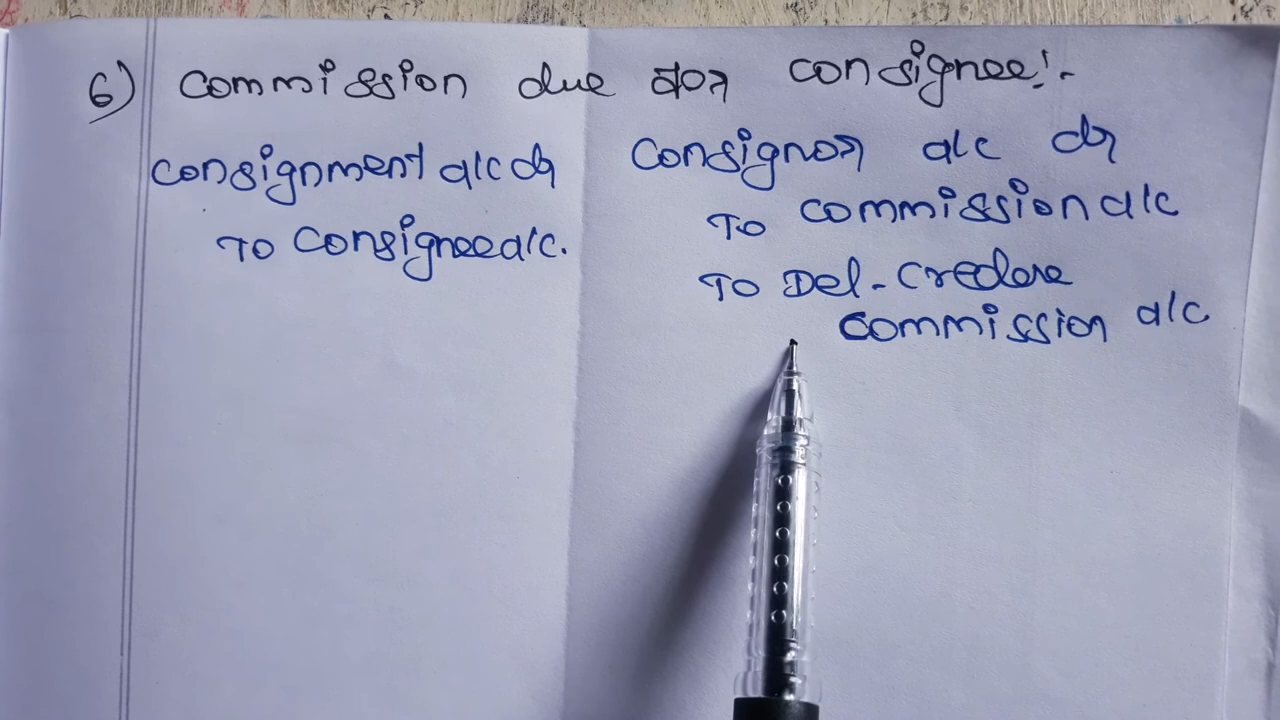 6) Commission due for consignee:-
Consignment a/c dr
To Consignee a/c.
Consignor a/c dr
To Commission a/c
To Del-Credere
Commission a/c